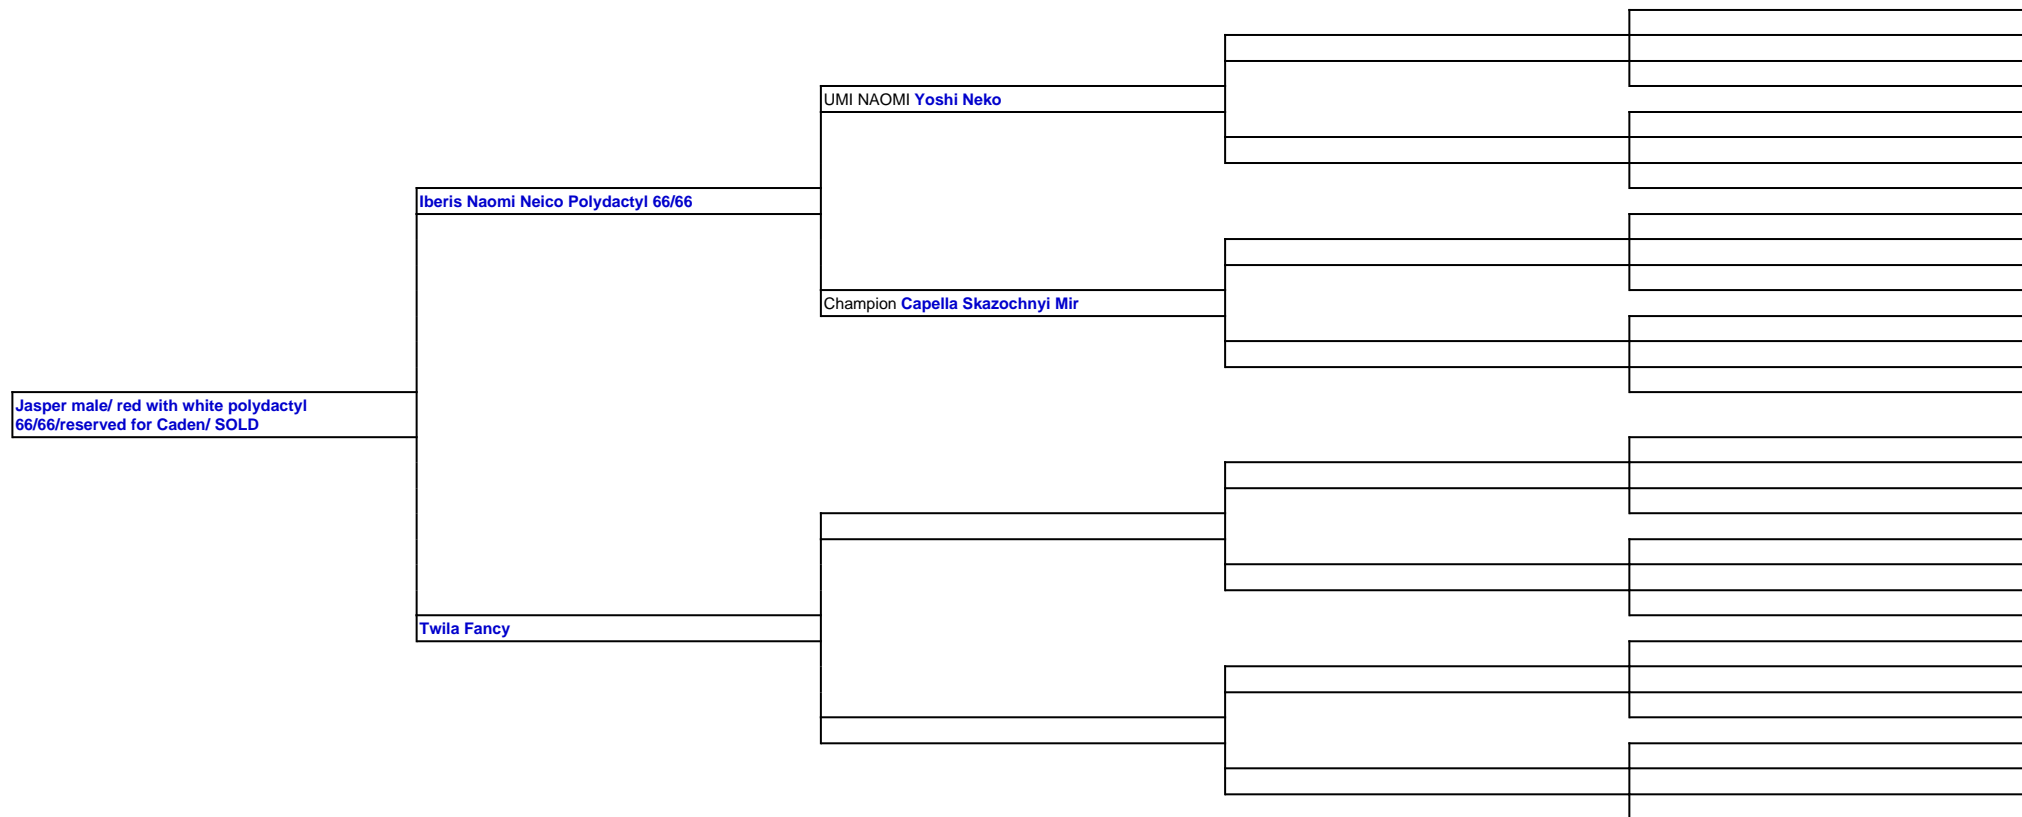 UMI NAOMI Yoshi Neko
Iberis Naomi Neico Polydactyl 66/66
Champion Capella Skazochnyi Mir
Jasper male/ red with white polydactyl
66/66/reserved for Caden/ SOLD
Twila Fancy